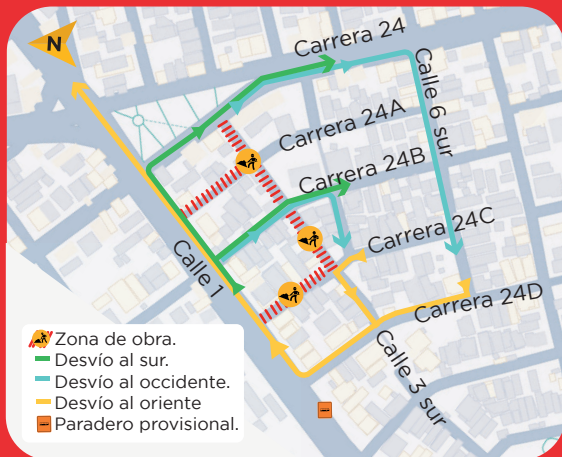 N
Carrera 24
Calle 6 sur
Carrera 24A
Carrera 24B
Carrera 24C
Calle 1
Carrera 24D
Calle 3 sur
Zona de obra.
Desvío al sur.
Desvío al occidente.
Desvío al oriente
Paradero provisional.